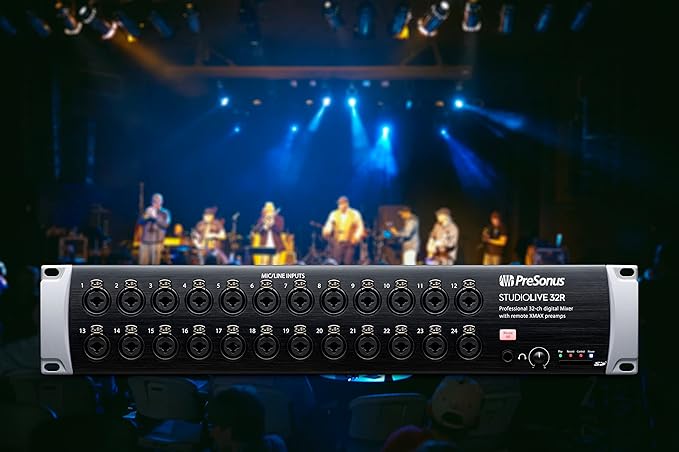 MIC/LINE INPUTS
1 2 3 4 5 6 7 8 9 10 11 12
13 14 15 16 17 18 19 20 21 22 23 24
PreSonus
STUDIOLIVE 32R
Professional 32-ch digital Mixer
with remote XMAX preamps
Mute
All